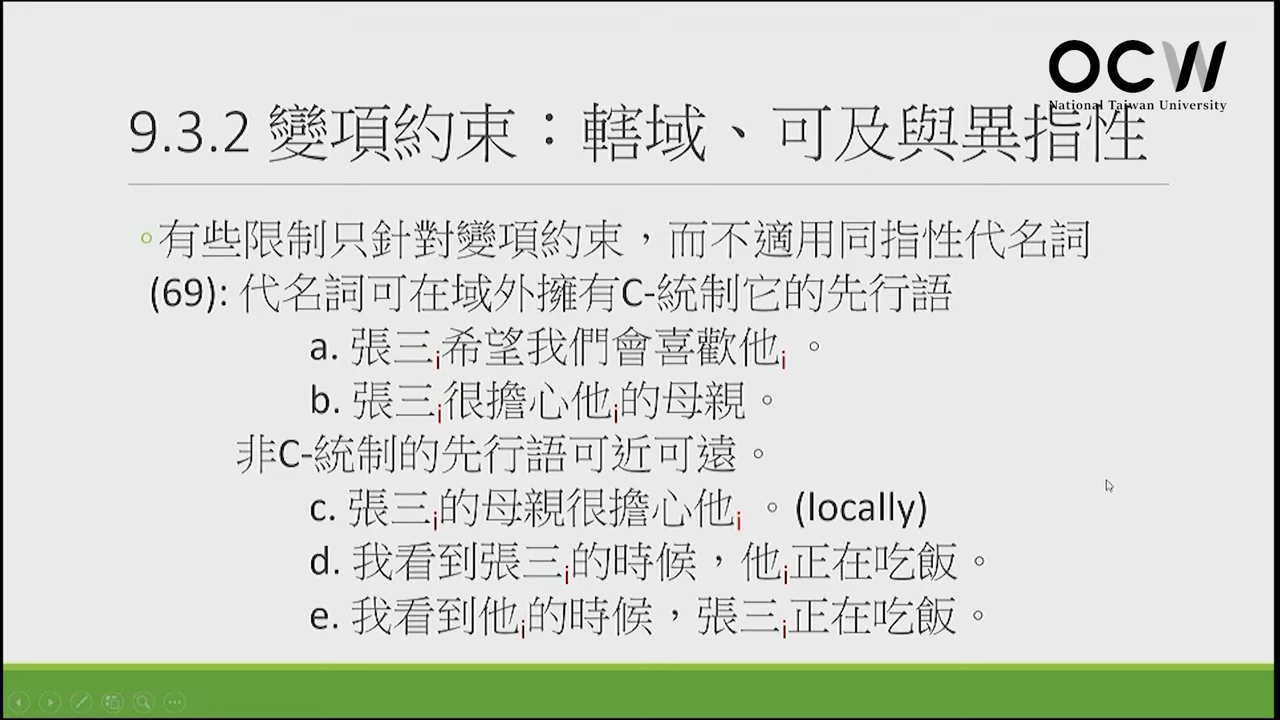 OCW
National Taiwan University
9.3.2 變項約束：轄域、可及與異指性
有些限制只針對變項約束，而不適用同指性代名詞
(69): 代名詞可在域外擁有C-統制它的先行語
a. 張三i希望我們會喜歡他i 。
b. 張三i很擔心他i的母親。
非C-統制的先行語可近可遠。
c. 張三i的母親很擔心他i 。(locally)
d. 我看到張三i的時候，他i正在吃飯。
e. 我看到他i的時候，張三i正在吃飯。